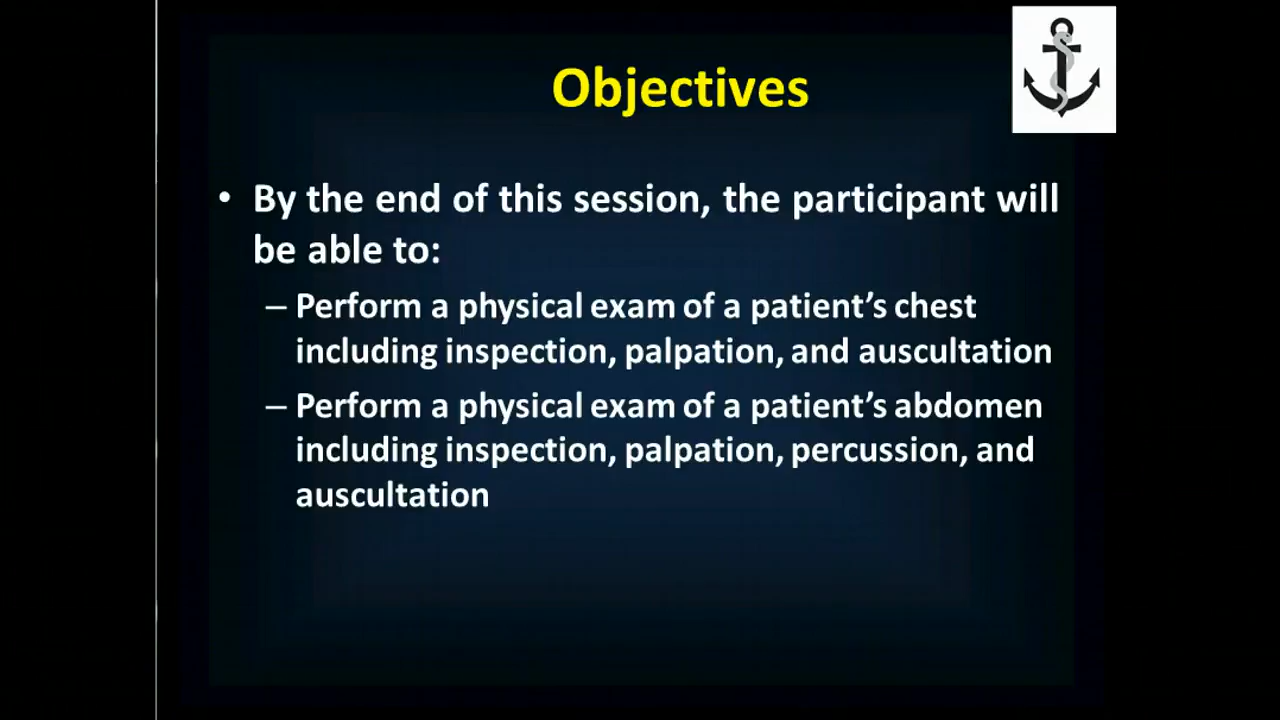 Objectives
• By the end of this session, the participant will
be able to:
– Perform a physical exam of a patient’s chest
including inspection, palpation, and auscultation
– Perform a physical exam of a patient’s abdomen
including inspection, palpation, percussion, and
auscultation